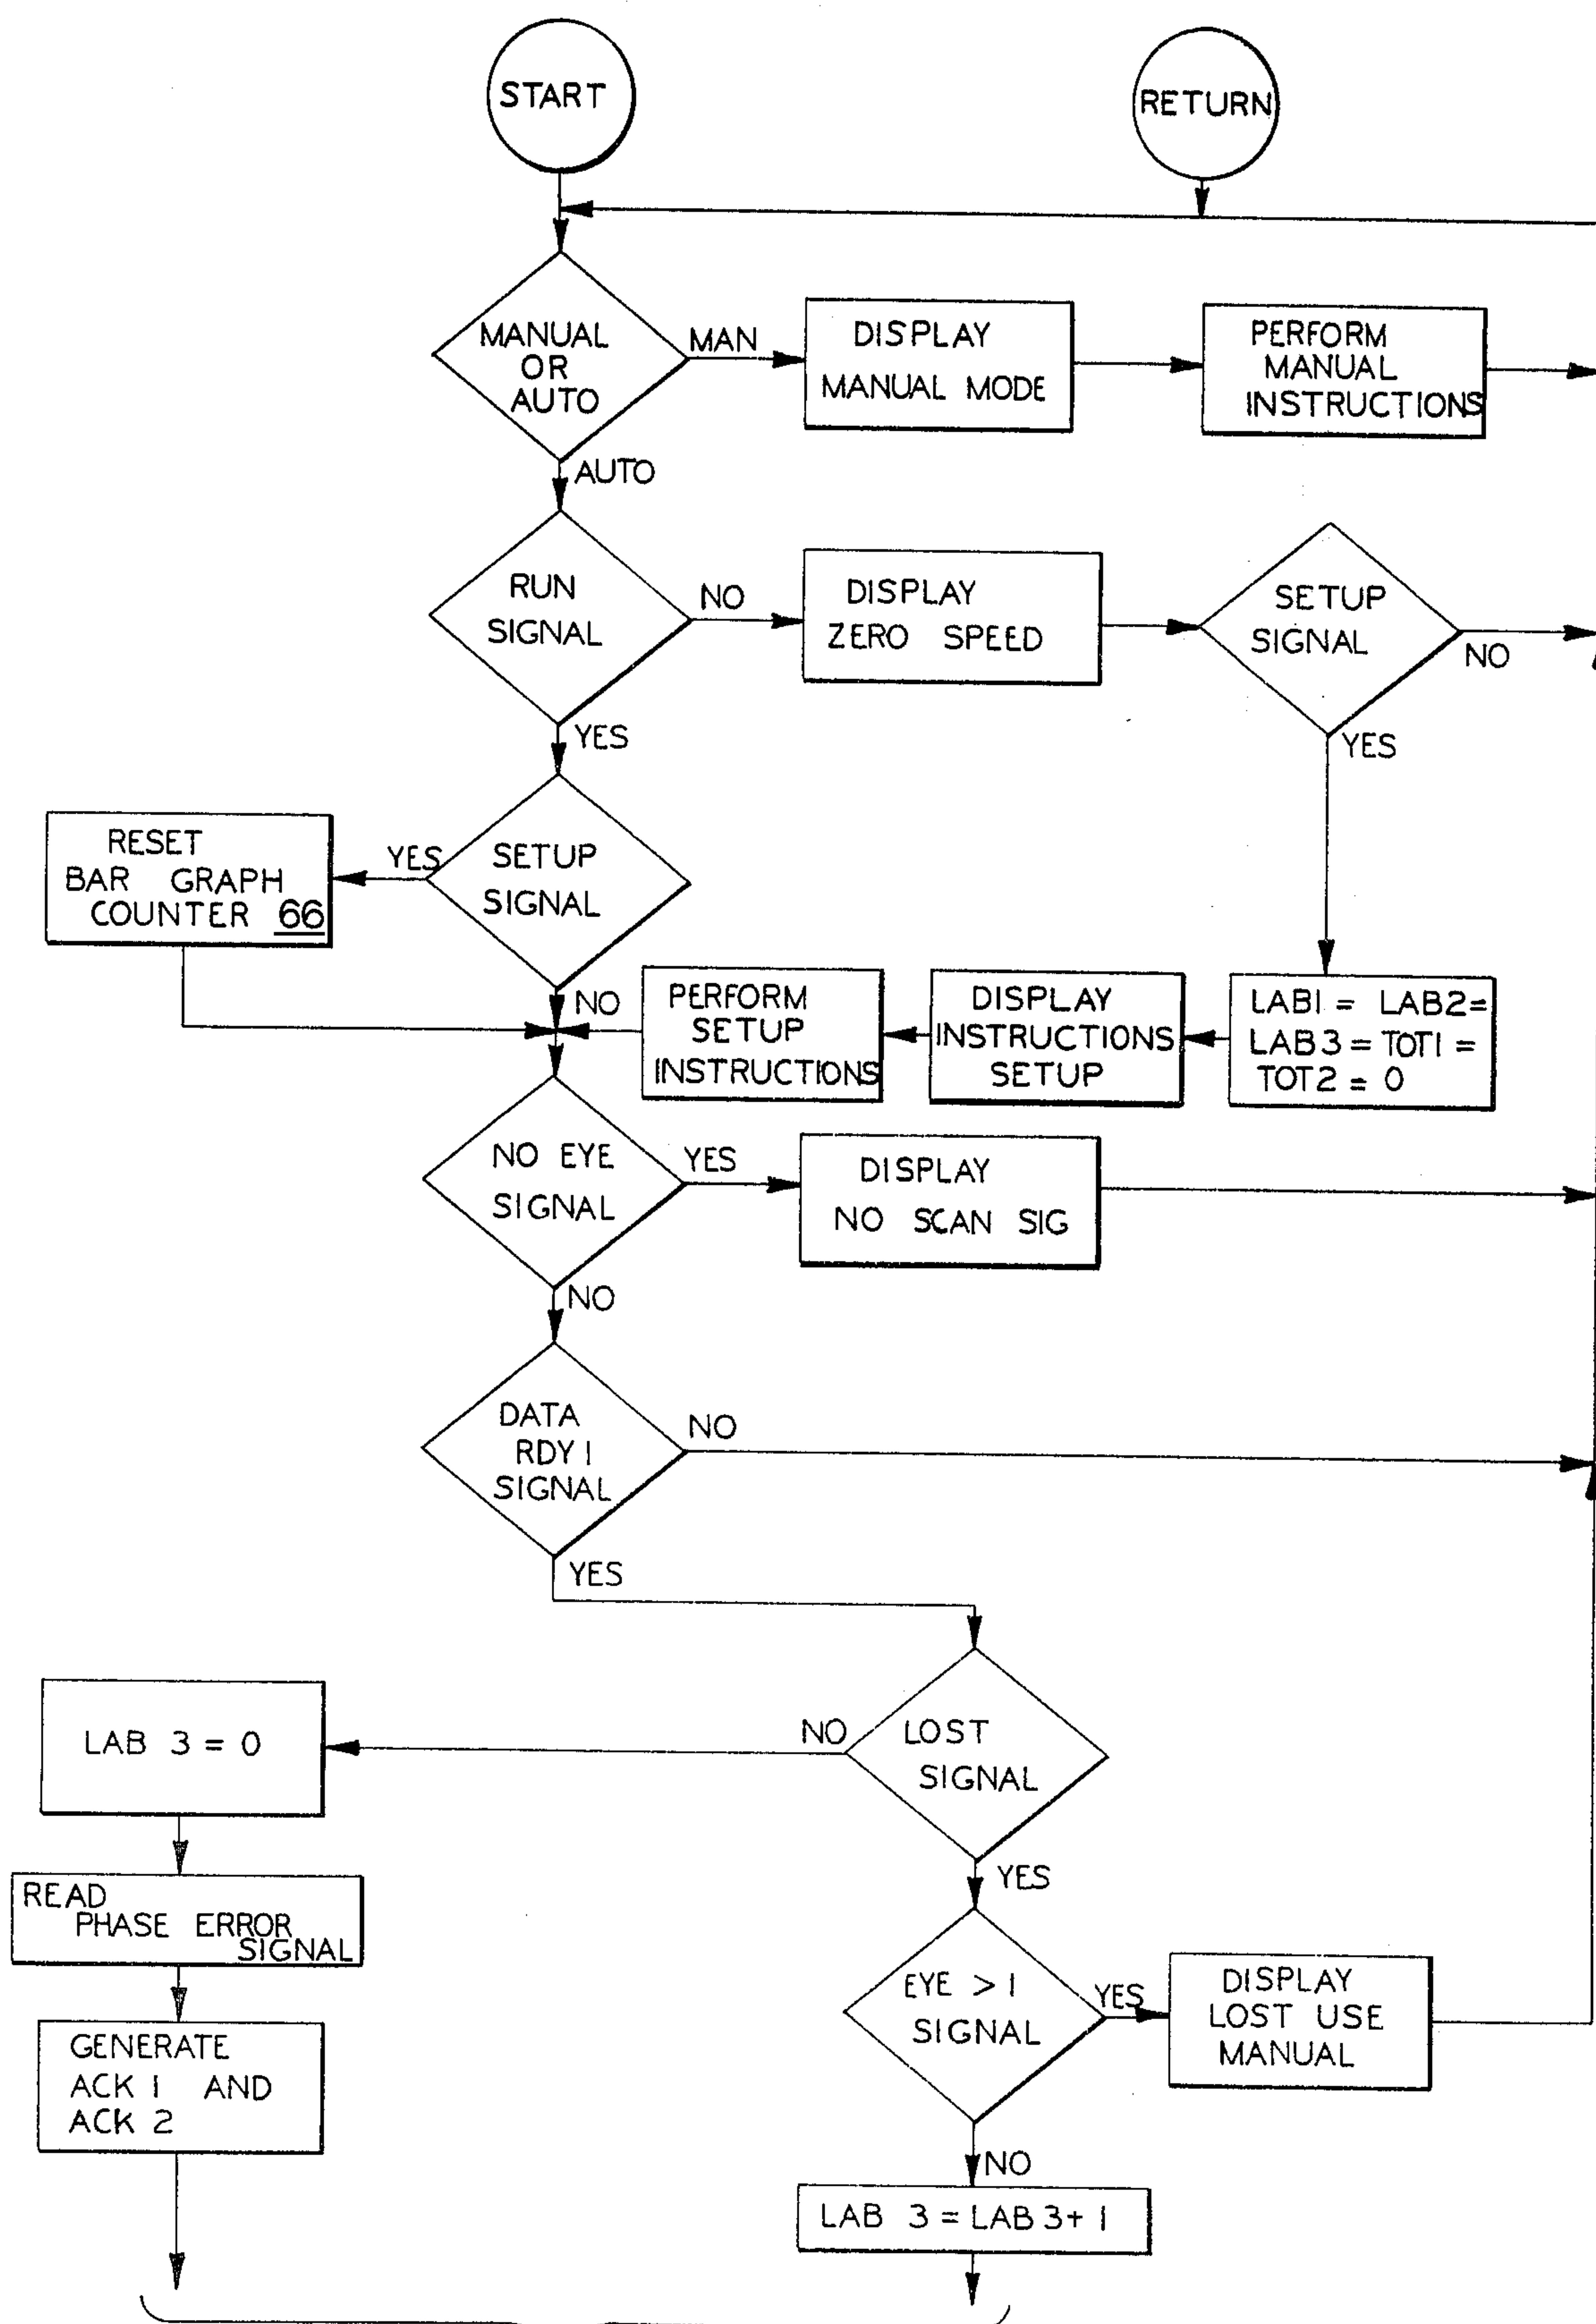 START
RETURN
MANUAL
OR
AUTO
MAN
DISPLAY
MANUAL MODE
PERFORM
MANUAL
INSTRUCTIONS
AUTO
RUN
SIGNAL
NO
DISPLAY
ZERO SPEED
SETUP
SIGNAL
NO
YES
YES
RESET
BAR GRAPH
COUNTER 66
YES
SETUP
SIGNAL
NO
PERFORM
SETUP
INSTRUCTIONS
DISPLAY
INSTRUCTIONS
SETUP
LAB1 = LAB2=
LAB3 = TOT1 =
TOT2 = 0
NO EYE
SIGNAL
YES
DISPLAY
NO SCAN SIG
NO
DATA
RDY1
SIGNAL
NO
YES
LAB 3 = 0
NO
LOST
SIGNAL
YES
READ
PHASE ERROR
SIGNAL
EYE > 1
SIGNAL
YES
DISPLAY
LOST USE
MANUAL
GENERATE
ACK 1 AND
ACK 2
NO
LAB 3 = LAB 3+ 1